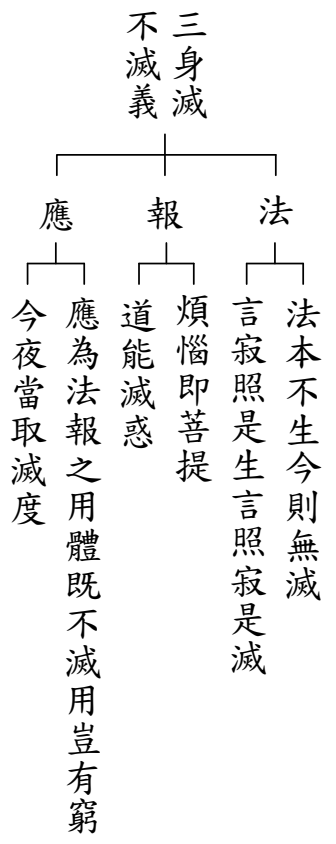 三身滅
不滅義
法
法本不生今則無滅
言寂照是生言照寂是滅
報
煩惱即菩提
道能滅惑
應
應為法報之用體既不滅用豈有窮
今夜當取滅度